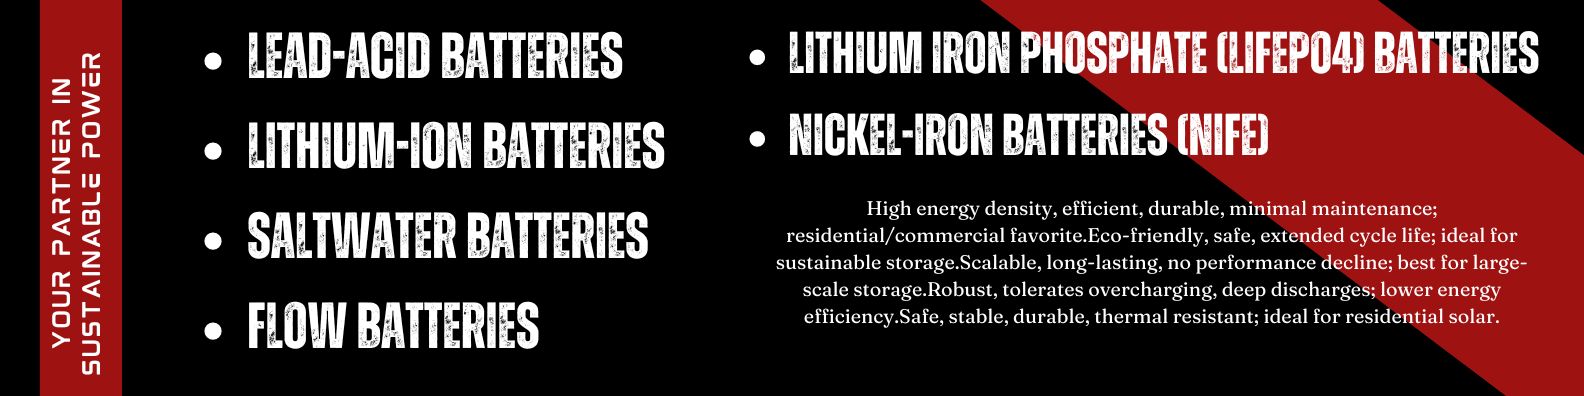 YOUR PARTNER IN
SUSTAINABLE POWER
• LEAD-ACID BATTERIES
• LITHIUM-ION BATTERIES
• SALTWATER BATTERIES
• FLOW BATTERIES
• LITHIUM IRON PHOSPHATE (LIFEPO4) BATTERIES
• NICKEL-IRON BATTERIES (NIFE)
High energy density, efficient, durable, minimal maintenance;
residential/commercial favorite.Eco-friendly, safe, extended cycle life; ideal for
sustainable storage.Scalable, long-lasting, no performance decline; best for large-
scale storage.Robust, tolerates overcharging, deep discharges; lower energy
efficiency.Safe, stable, durable, thermal resistant; ideal for residential solar.